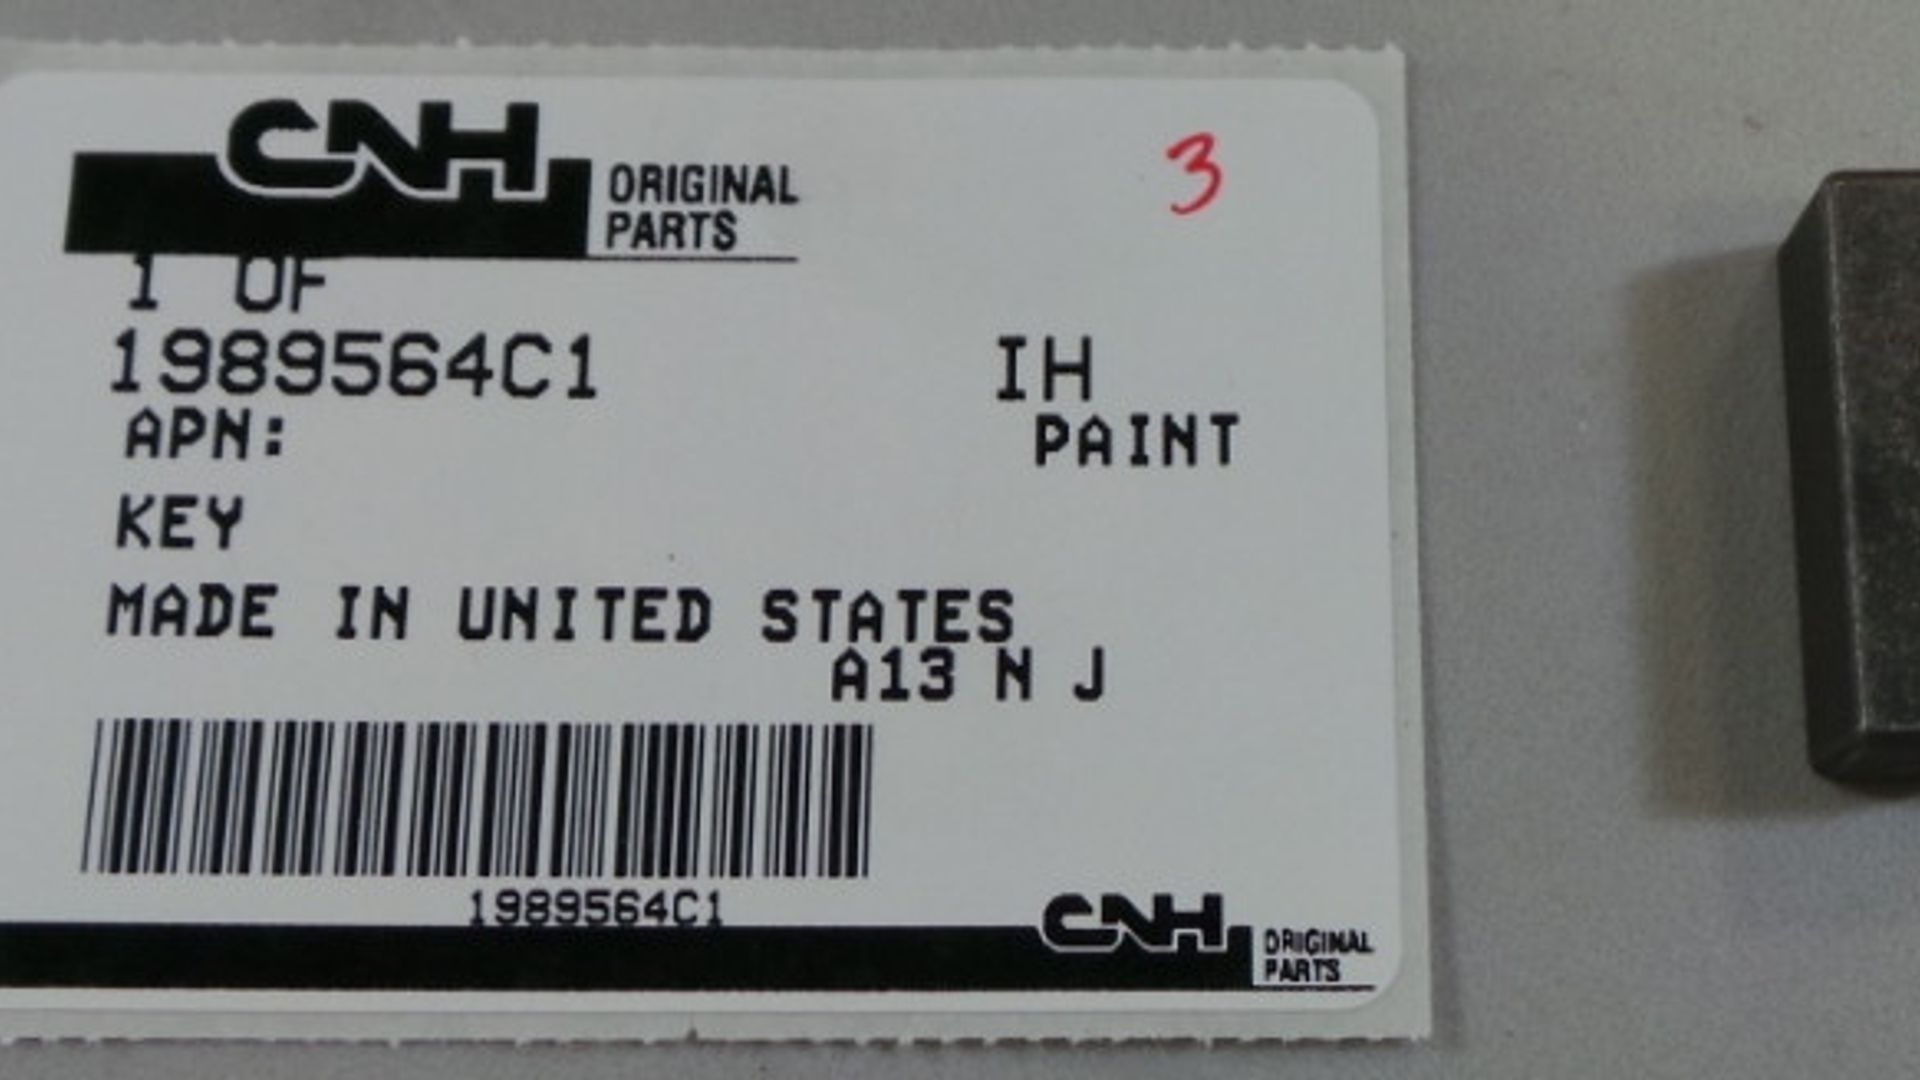 CNH ORIGINAL
PARTS
3
1 OF
1989564C1 IH
APN: PAINT
KEY
MADE IN UNITED STATES
A13 N J
1989564C1
CNH ORIGINAL
PARTS